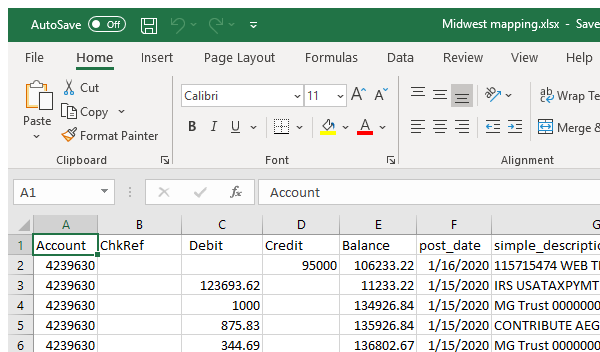 AutoSave Off Midwest mapping.xlsx - Save
File Home Insert Page Layout Formulas Data Review View Help
Paste Cut Copy Format Painter
Calibri 11 A A
B I U A
ab Wrap Te
Merge &
Clipboard Font Alignment
A1 fx Account
A B C D E F G
1 Account ChkRef Debit Credit Balance post_date simple_descriptio
2 4239630 95000 106233.22 1/16/2020 115715474 WEB T
3 4239630 123693.62 11233.22 1/15/2020 IRS USATAXPYMT
4 4239630 1000 134926.84 1/15/2020 MG Trust 0000000
5 4239630 875.83 135926.84 1/15/2020 CONTRIBUTE AEG
6 4239630 344.69 136802.67 1/15/2020 MG Trust 0000000